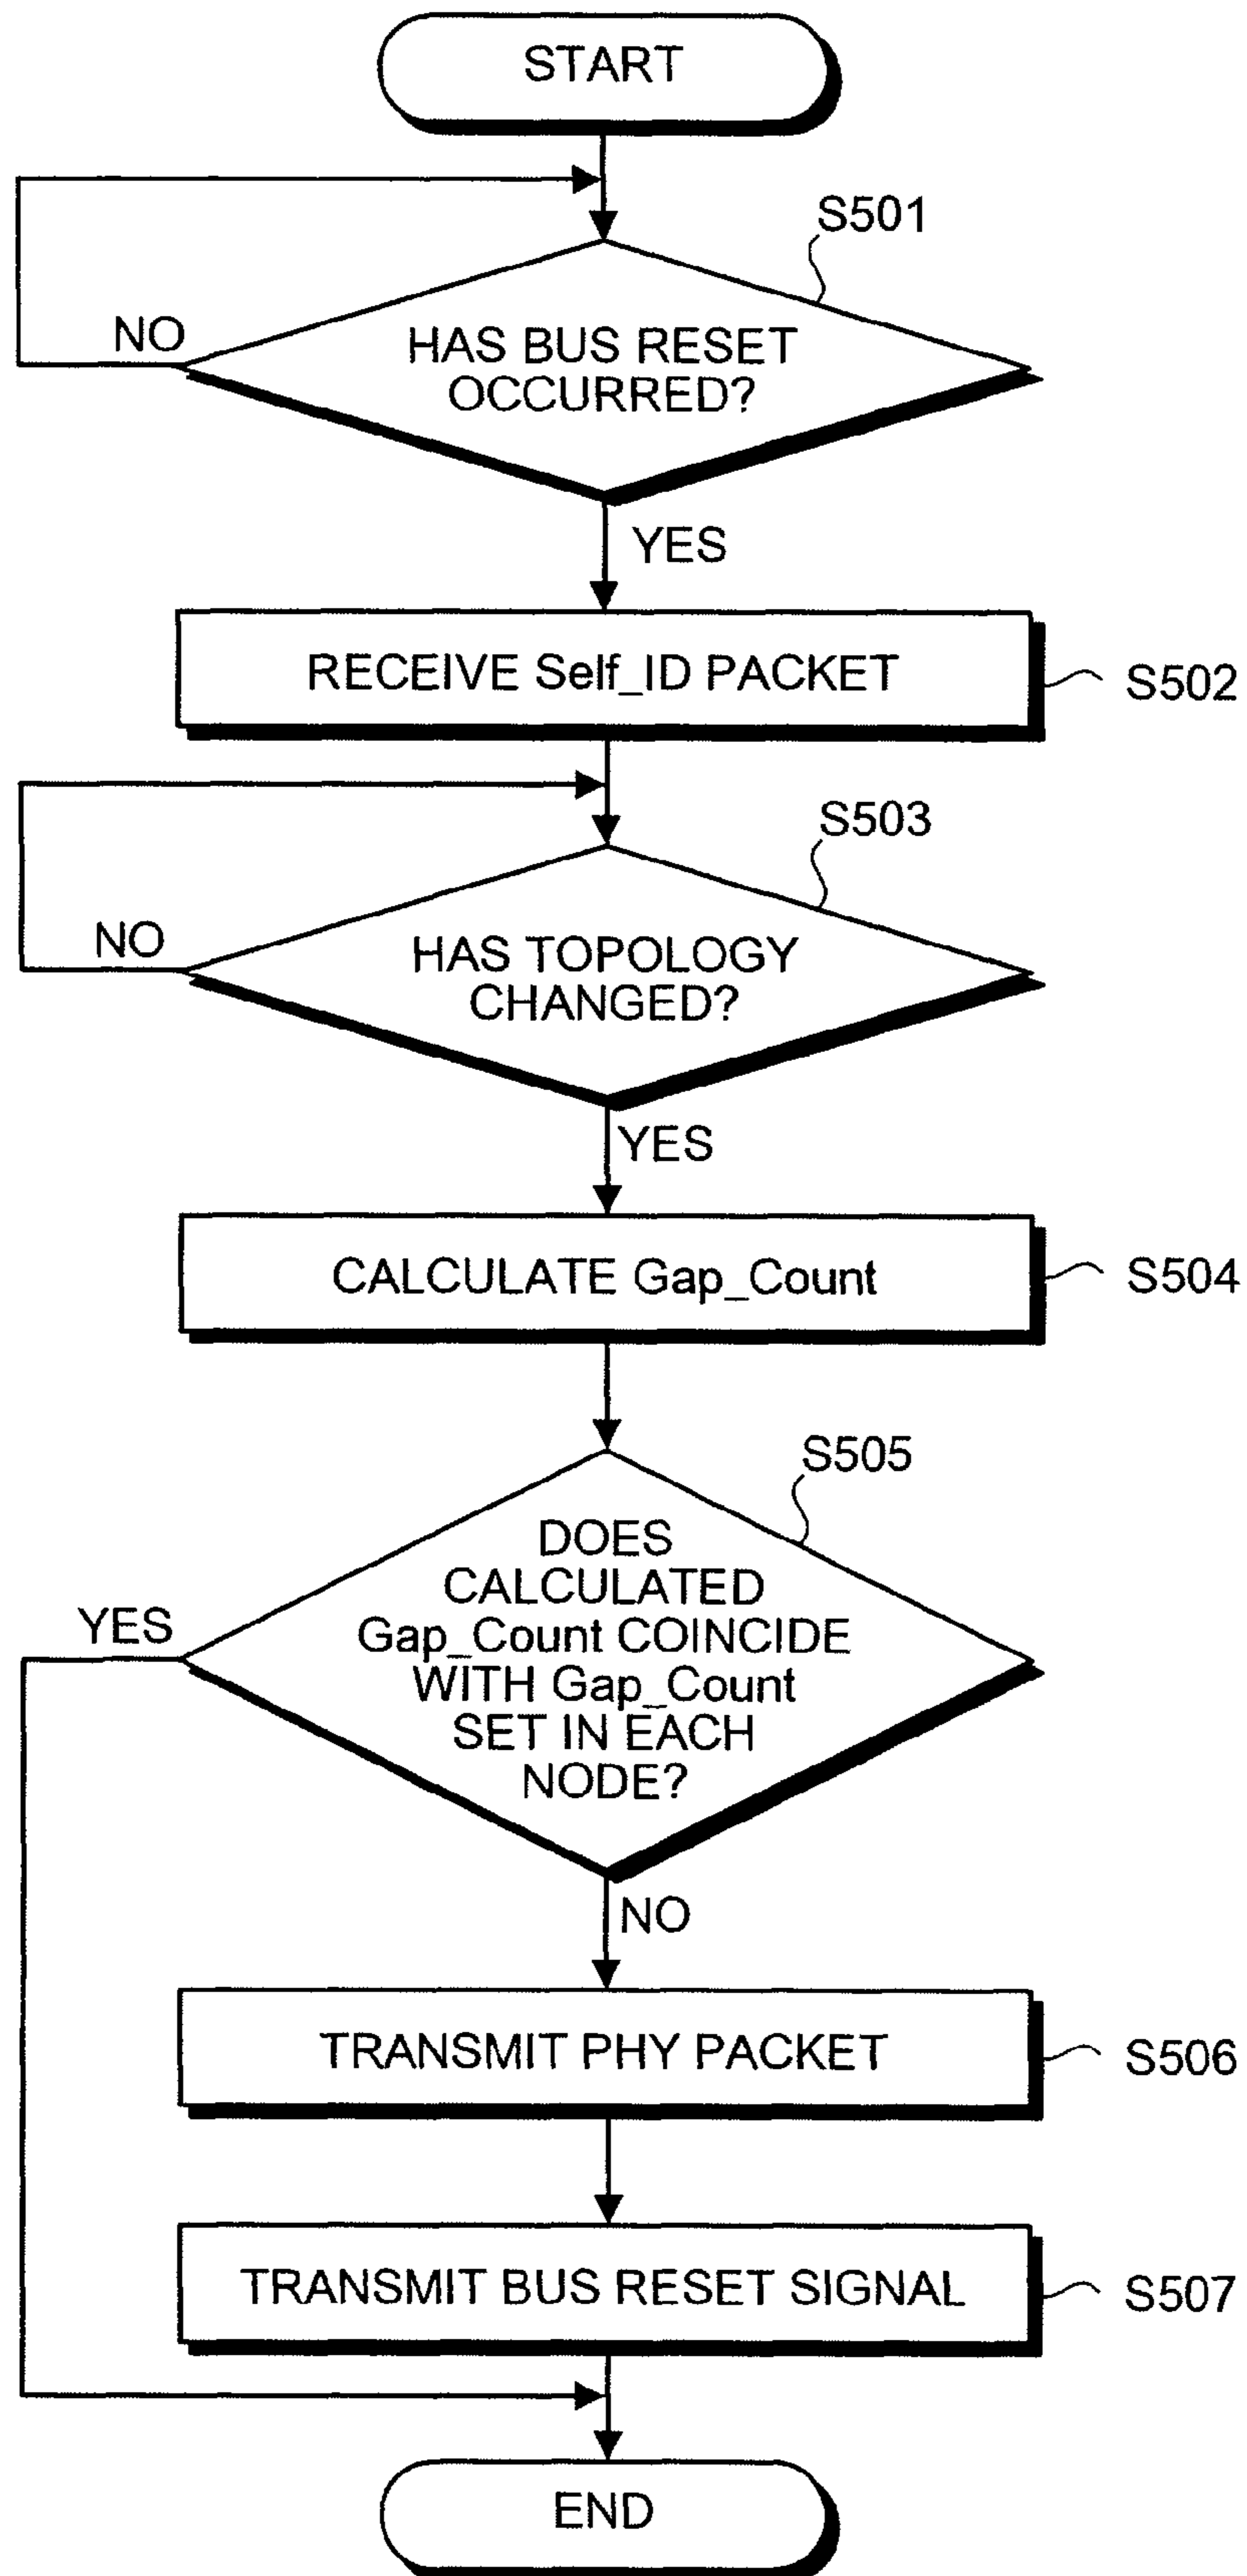 START
S501
HAS BUS RESET
OCCURRED?
NO
YES
RECEIVE Self_ID PACKET
S502
S503
HAS TOPOLOGY
CHANGED?
NO
YES
CALCULATE Gap_Count
S504
S505
DOES
CALCULATED
Gap_Count COINCIDE
WITH Gap_Count
SET IN EACH
NODE?
YES
NO
TRANSMIT PHY PACKET
S506
TRANSMIT BUS RESET SIGNAL
S507
END